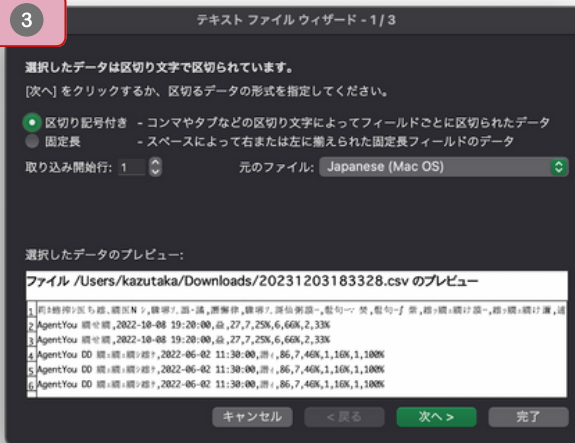 3
テキスト ファイル ウィザード - 1 / 3
選択したデータは区切り文字で区切られています。
[次へ] をクリックするか、区切るデータの形式を指定してください。
区切り記号付き - コンマやタブなどの区切り文字によってフィールドごとに区切られたデータ
固定長 - スペースによって右または左に揃えられた固定長フィールドのデータ
取り込み開始行: 1 元のファイル: Japanese (Mac OS)
選択したデータのプレビュー:
ファイル /Users/kazutaka/Downloads/20231203183328.csv のプレビュー
1
2 AgentYou ,2022-10-08 19:20:00, ,27,7,25%,6,66%,2,33%
3 AgentYou ,2022-10-08 19:20:00, ,27,7,25%,6,66%,2,33%
4 AgentYou DD ,2022-06-02 11:30:00, ,86,7,46%,1,16%,1,100%
5 AgentYou DD ,2022-06-02 11:30:00, ,86,7,46%,1,16%,1,100%
6 AgentYou DD ,2022-06-02 11:30:00, ,86,7,46%,1,16%,1,100%
キャンセル < 戻る 次へ > 完了